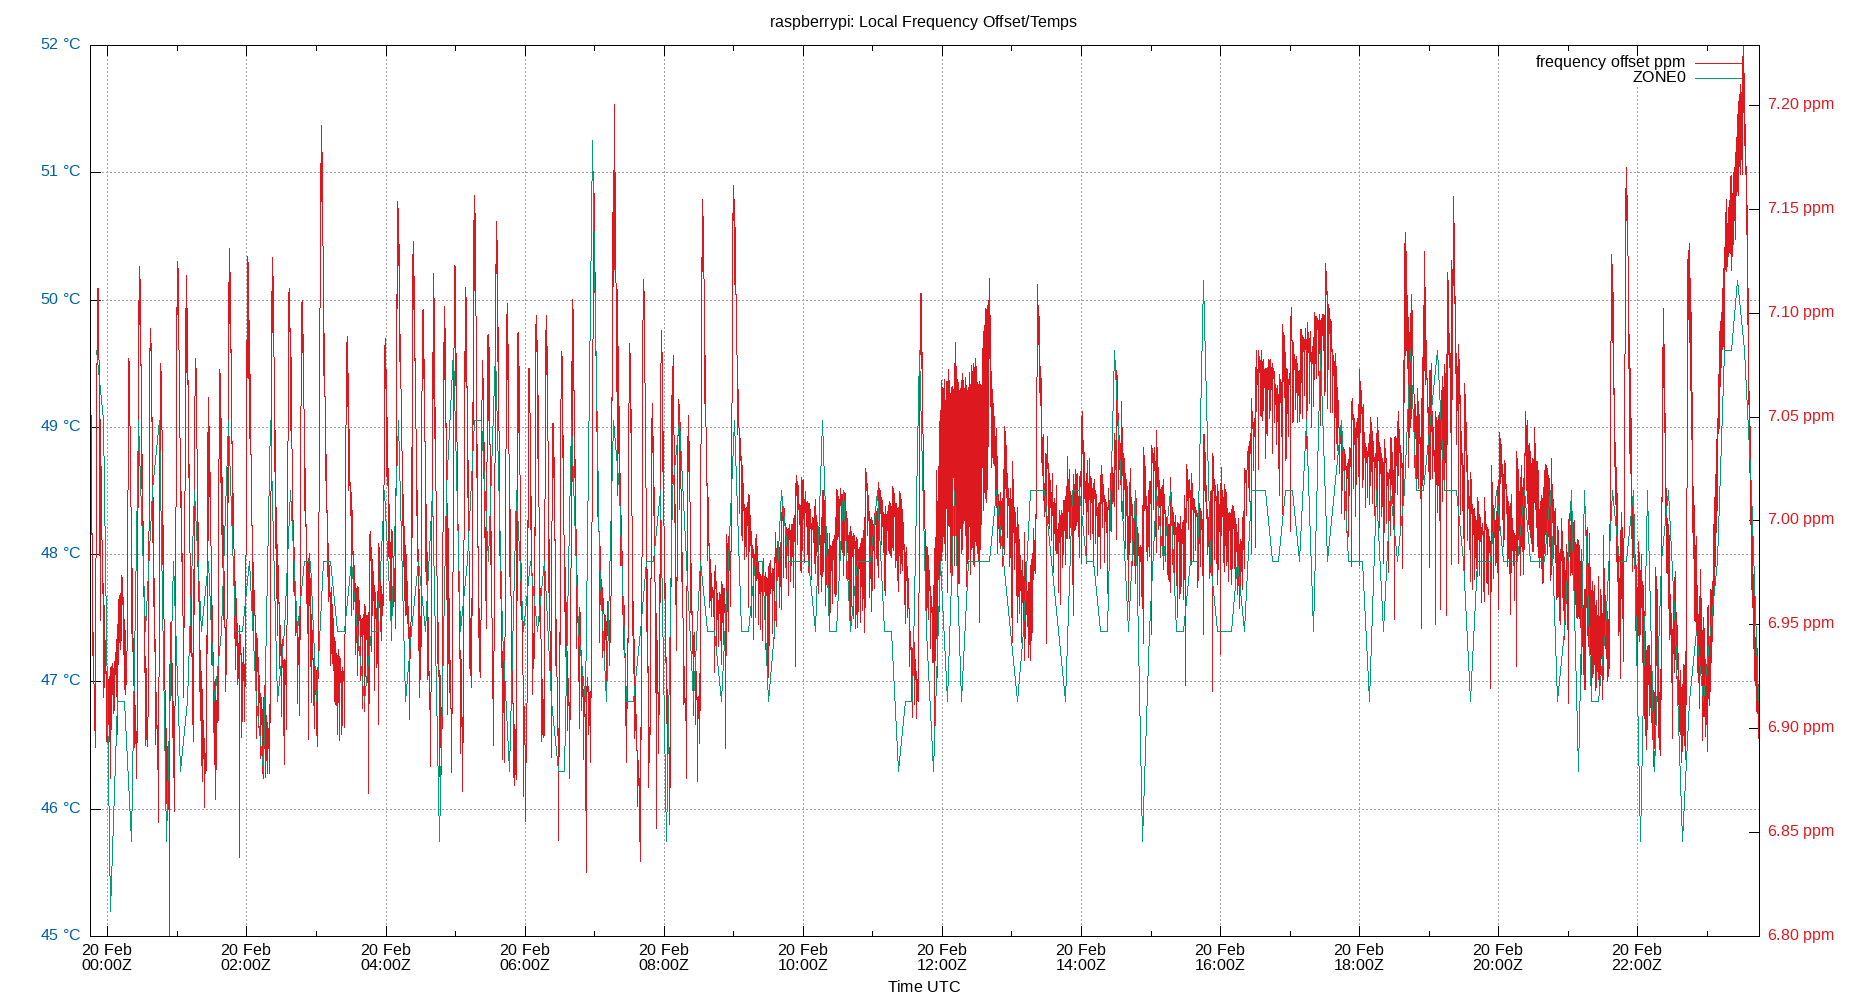 raspberrypi: Local Frequency Offset/Temps
frequency offset ppm
ZONE0
52 °C
51 °C
50 °C
49 °C
48 °C
47 °C
46 °C
45 °C
7.20 ppm
7.15 ppm
7.10 ppm
7.05 ppm
7.00 ppm
6.95 ppm
6.90 ppm
6.85 ppm
6.80 ppm
20 Feb 20 Feb 20 Feb 20 Feb 20 Feb 20 Feb 20 Feb 20 Feb 20 Feb 20 Feb 20 Feb 20 Feb
00:00Z 02:00Z 04:00Z 06:00Z 08:00Z 10:00Z 12:00Z 14:00Z 16:00Z 18:00Z 20:00Z 22:00Z
Time UTC